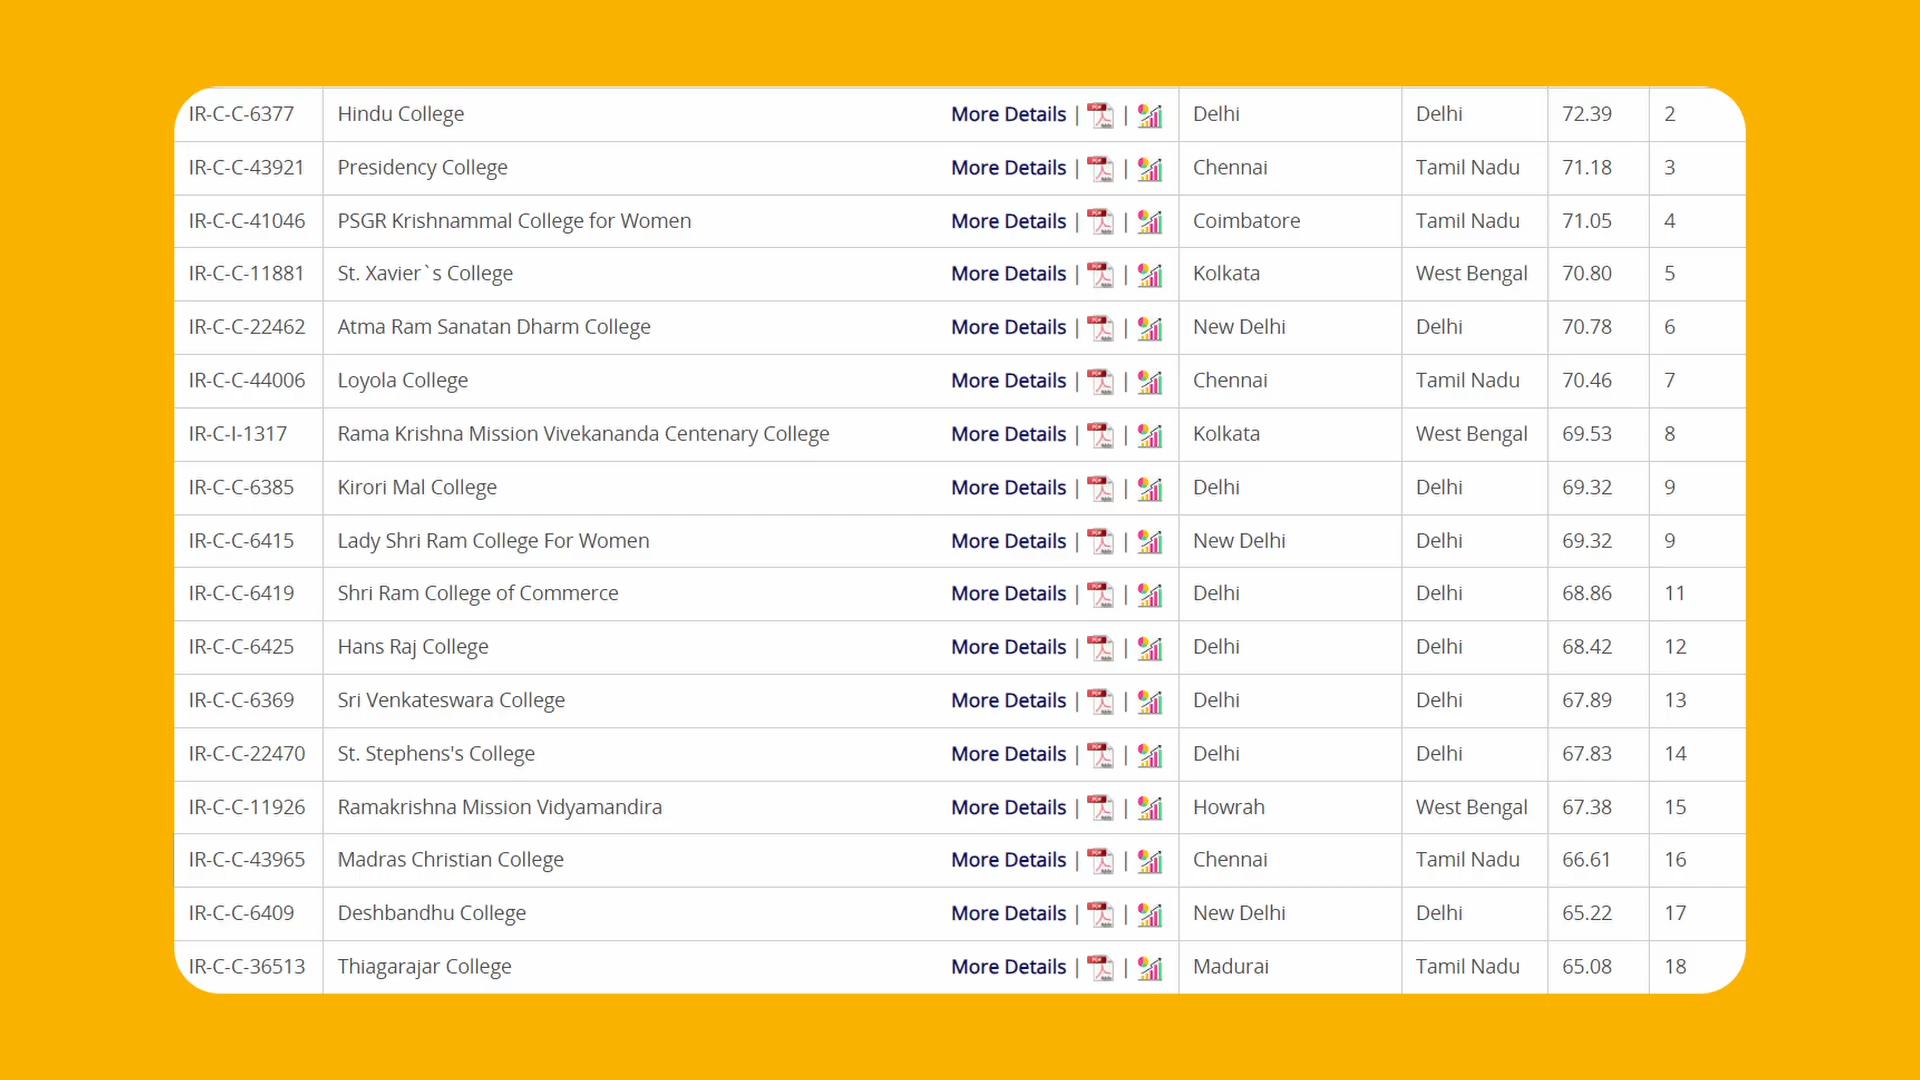 IR-C-C-6377 Hindu College More Details | | Delhi Delhi 72.39 2
IR-C-C-43921 Presidency College More Details | | Chennai Tamil Nadu 71.18 3
IR-C-C-41046 PSGR Krishnammal College for Women More Details | | Coimbatore Tamil Nadu 71.05 4
IR-C-C-11881 St. Xavier`s College More Details | | Kolkata West Bengal 70.80 5
IR-C-C-22462 Atma Ram Sanatan Dharm College More Details | | New Delhi Delhi 70.78 6
IR-C-C-44006 Loyola College More Details | | Chennai Tamil Nadu 70.46 7
IR-C-I-1317 Rama Krishna Mission Vivekananda Centenary College More Details | | Kolkata West Bengal 69.53 8
IR-C-C-6385 Kirori Mal College More Details | | Delhi Delhi 69.32 9
IR-C-C-6415 Lady Shri Ram College For Women More Details | | New Delhi Delhi 69.32 9
IR-C-C-6419 Shri Ram College of Commerce More Details | | Delhi Delhi 68.86 11
IR-C-C-6425 Hans Raj College More Details | | Delhi Delhi 68.42 12
IR-C-C-6369 Sri Venkateswara College More Details | | Delhi Delhi 67.89 13
IR-C-C-22470 St. Stephens's College More Details | | Delhi Delhi 67.83 14
IR-C-C-11926 Ramakrishna Mission Vidyamandira More Details | | Howrah West Bengal 67.38 15
IR-C-C-43965 Madras Christian College More Details | | Chennai Tamil Nadu 66.61 16
IR-C-C-6409 Deshbandhu College More Details | | New Delhi Delhi 65.22 17
IR-C-C-36513 Thiagarajar College More Details | | Madurai Tamil Nadu 65.08 18